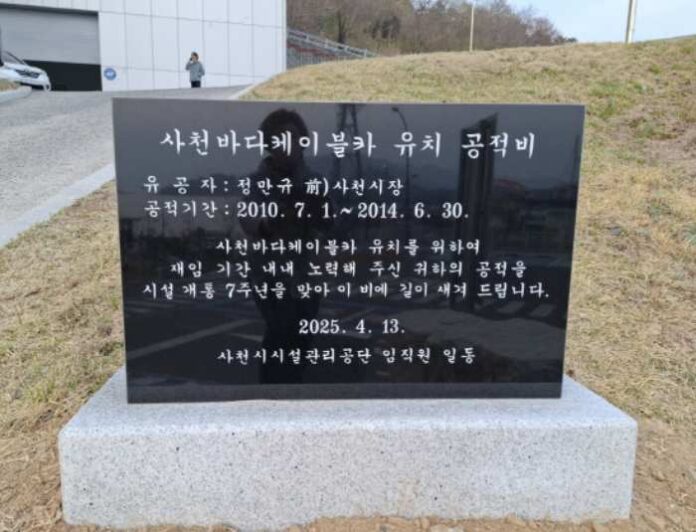 사천바다케이블카 유치 공적비
유 공 자 : 정만규 前)사천시장
공적기간 : 2010. 7. 1.~ 2014. 6. 30.
사천바다케이블카 유치를 위하여
재임 기간 내내 노력해 주신 귀하의 공적을
시설 개통 7주년을 맞아 이 비에 깊이 새겨 드립니다.
2025. 4. 13.
사천시시설관리공단 임직원 일동